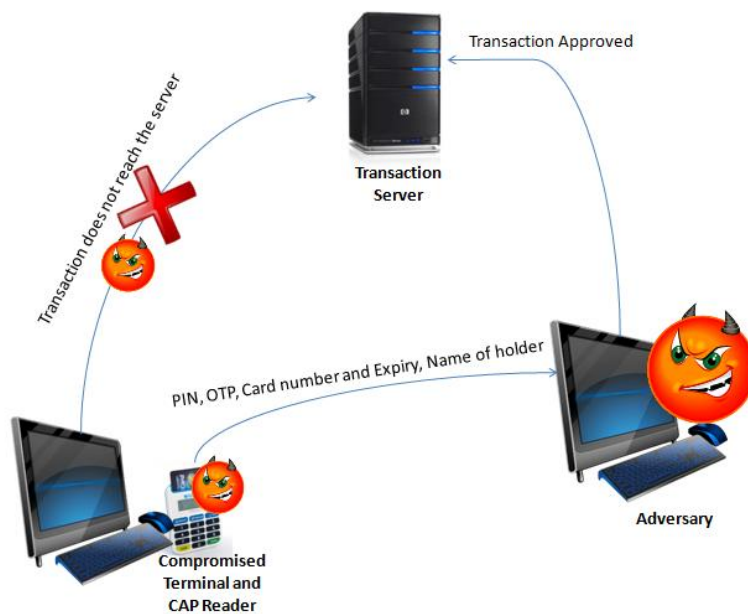 Transaction Approved
Transaction does not reach the server
hp
Transaction
Server
PIN, OTP, Card number and Expiry, Name of holder
Adversary
Compromised
Terminal and
CAP Reader